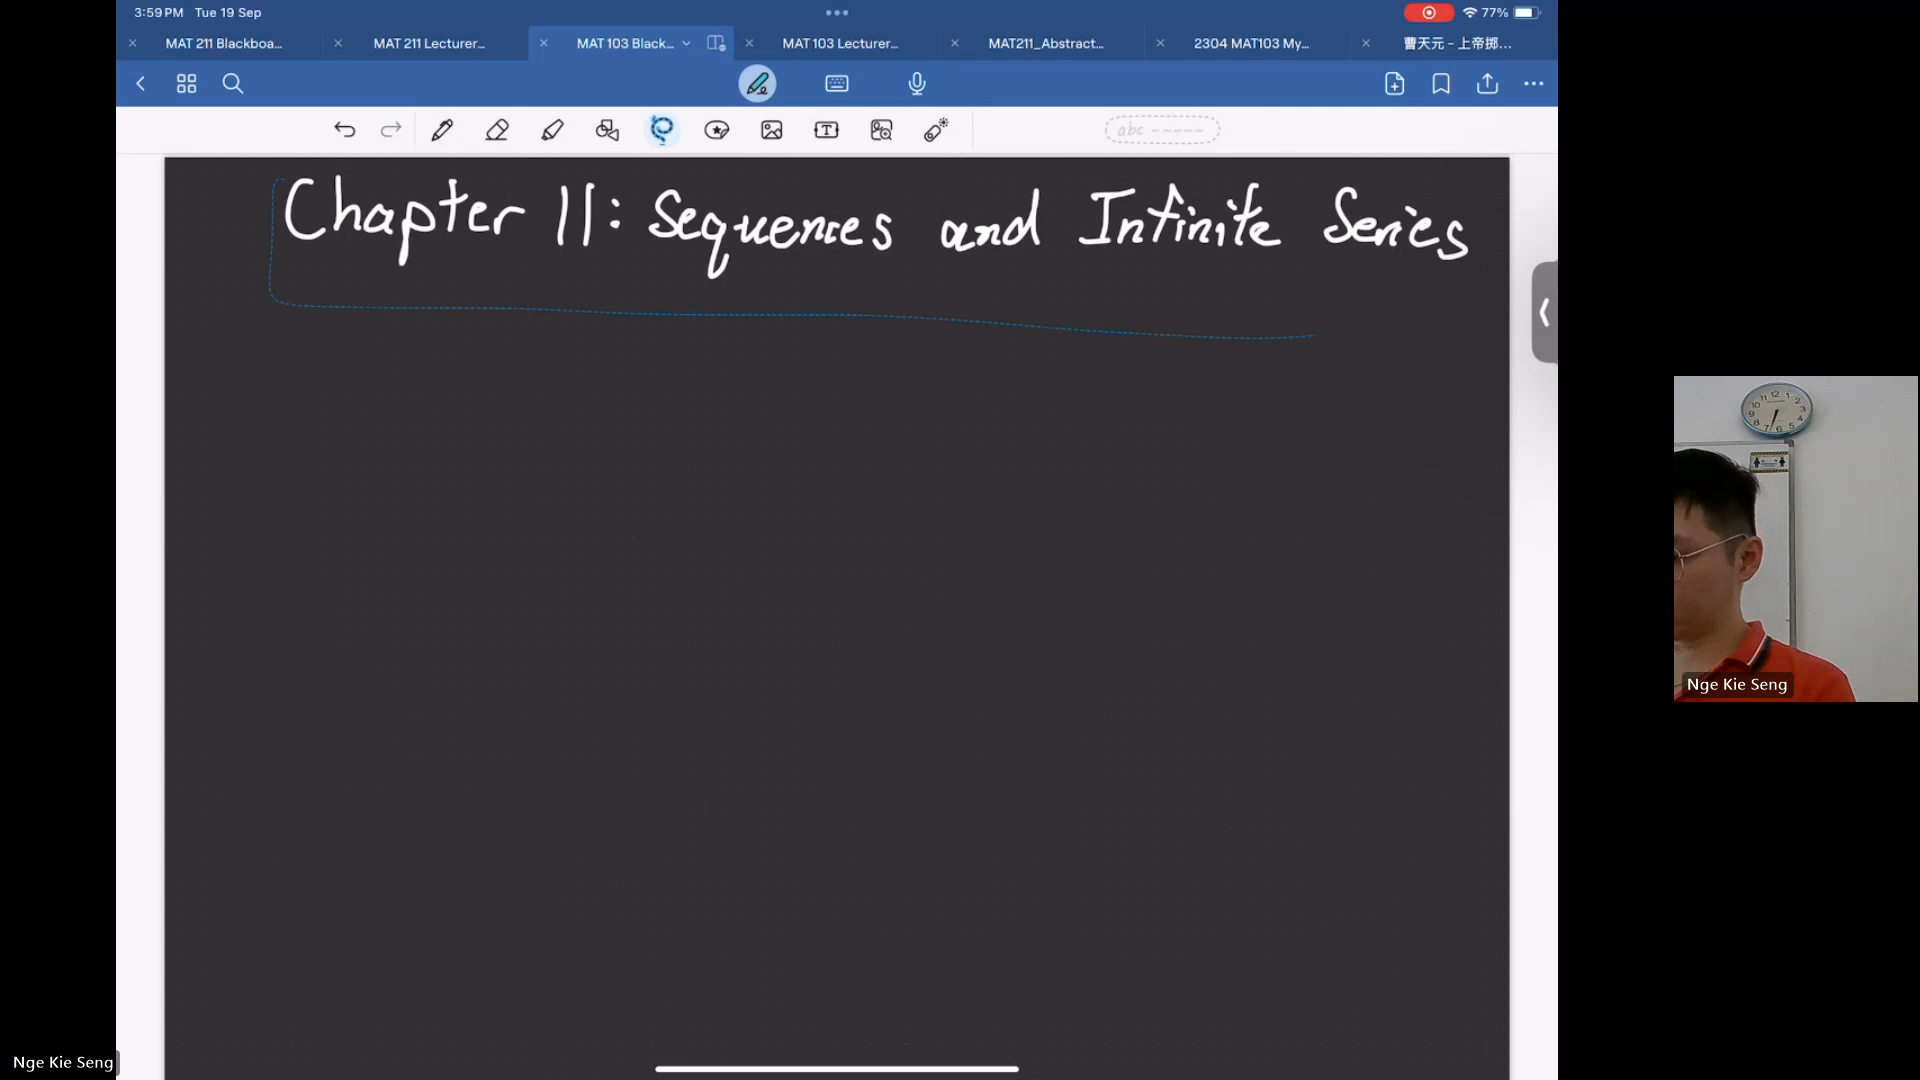 3:59 PM Tue 19 Sep
77%
MAT 211 Blackboa...
MAT 211 Lecturer...
MAT 103 Black...
MAT 103 Lecturer...
MAT211_Abstract...
2304 MAT103 My...
曹天元 - 上帝掷...
abc
Chapter 11: Sequences and Infinite Series
Nge Kie Seng
Nge Kie Seng